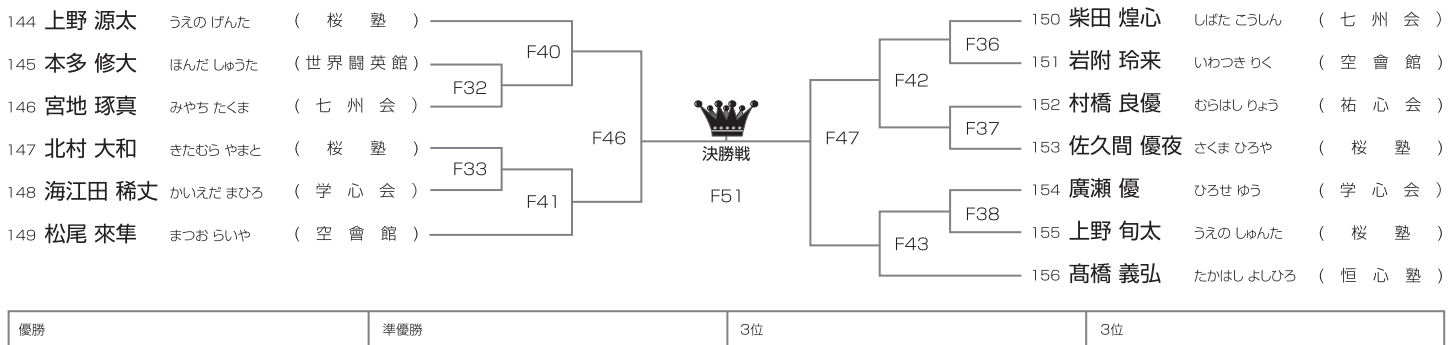 144 上野 源太 うえの げんた ( 桜 塾 )
145 本多 修大 ほんだ しゅうた (世界闘英館)
146 宮地 琢真 みやち たくま ( 七 州 会 )
147 北村 大和 きたむら やまと ( 桜 塾 )
148 海江田 稀丈 かいえだ まひろ ( 学 心 会 )
149 松尾 來隼 まつお らいや ( 空 會 館 )
F32
F33
F40
F41
F46
決勝戦
F51
F47
F42
F43
F36
F37
F38
150 柴田 煌心 しばた こうしん ( 七 州 会 )
151 岩附 玲来 いわつき りく ( 空 會 館 )
152 村橋 良優 むらはし りょう ( 祐 心 会 )
153 佐久間 優夜 さくま ひろや ( 桜 塾 )
154 廣瀬 優 ひろせ ゆう ( 学 心 会 )
155 上野 旬太 うえの しゅんた ( 桜 塾 )
156 髙橋 義弘 たかはし よしひろ ( 恒 心 塾 )
優勝 準優勝 3位 3位